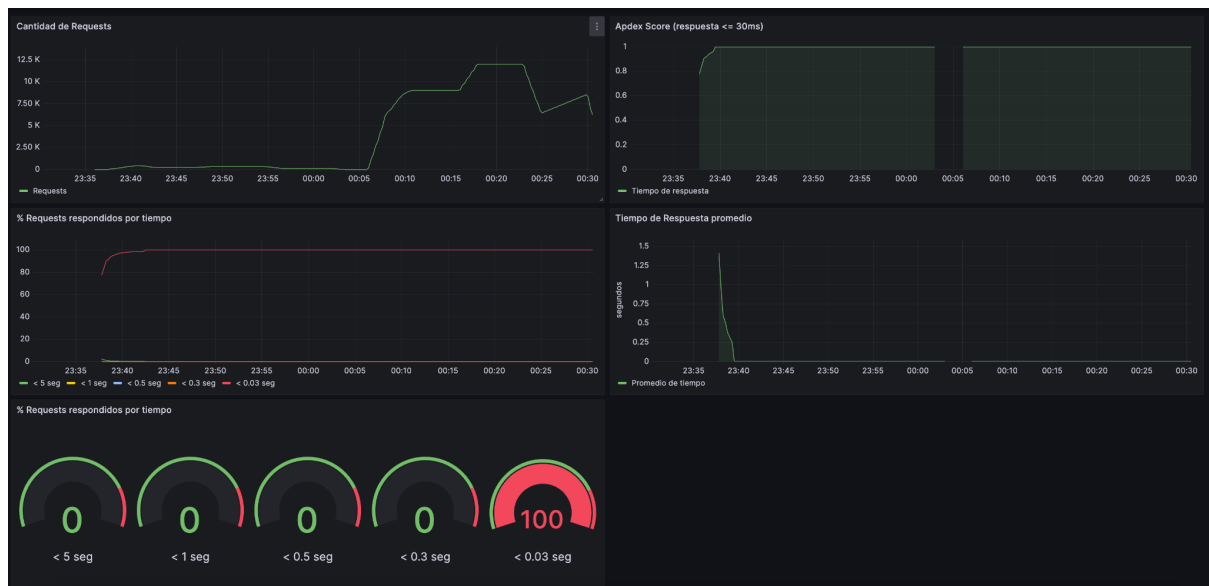 Cantidad de Requests
12.5 K
10 K
7.50 K
5 K
2.50 K
0
23:35 23:40 23:45 23:50 23:55 00:00 00:05 00:10 00:15 00:20 00:25 00:30
Requests
Apdex Score (respuesta <= 30ms)
1
0.8
0.6
0.4
0.2
0
23:35 23:40 23:45 23:50 23:55 00:00 00:05 00:10 00:15 00:20 00:25 00:30
Tiempo de respuesta
% Requests respondidos por tiempo
100
80
60
40
20
0
23:35 23:40 23:45 23:50 23:55 00:00 00:05 00:10 00:15 00:20 00:25 00:30
< 5 seg < 1 seg < 0.5 seg < 0.3 seg < 0.03 seg
Tiempo de Respuesta promedio
segundos
1.5
1.25
1
0.75
0.5
0.25
0
23:35 23:40 23:45 23:50 23:55 00:00 00:05 00:10 00:15 00:20 00:25 00:30
Promedio de tiempo
% Requests respondidos por tiempo
0 0 0 0 100
< 5 seg < 1 seg < 0.5 seg < 0.3 seg < 0.03 seg